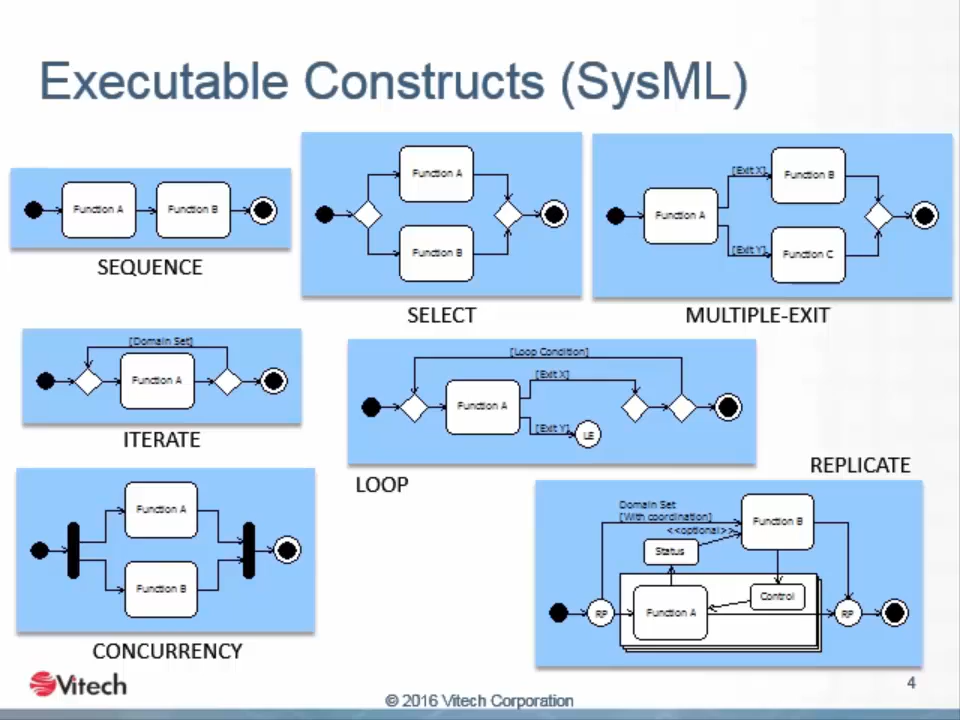 Executable Constructs (SysML)
Function A
Function B
SEQUENCE
Function A
Function B
SELECT
Function A
[Exit X]
Function B
[Exit Y]
Function C
MULTIPLE-EXIT
[Domain Set]
Function A
ITERATE
[Loop Condition]
[Exit X]
Function A
[Exit Y]
LE
LOOP
Function A
Function B
CONCURRENCY
REPLICATE
Domain Set
[With coordination]
<<optional>>
Function B
Status
Control
RP
Function A
RP
Vitech
© 2016 Vitech Corporation
4